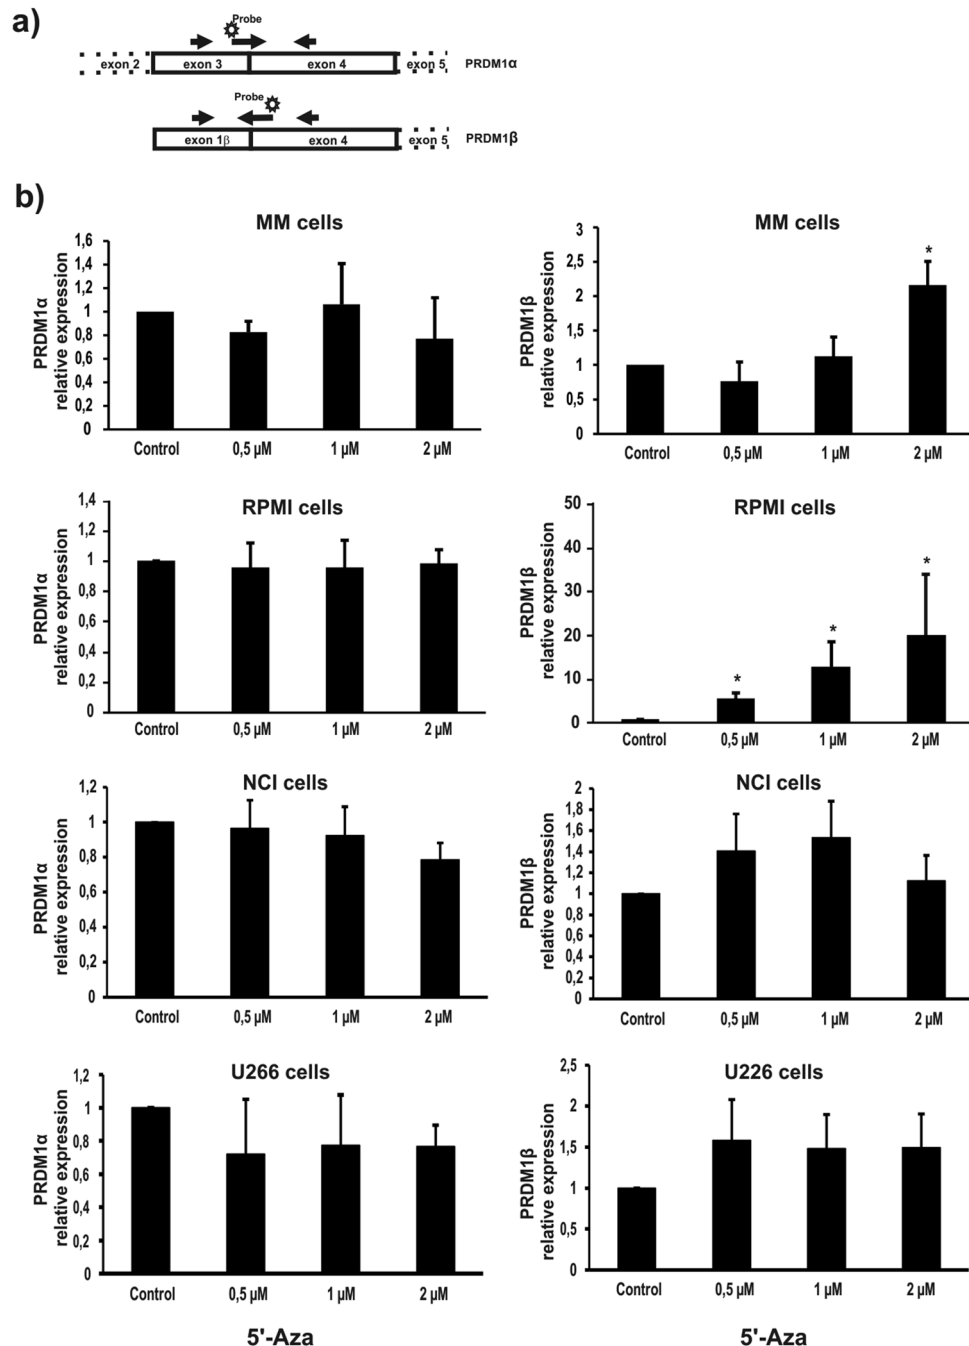 a)
Probe
exon 2 exon 3 exon 4 exon 5 PRDM1α
Probe
exon 1β exon 4 exon 5 PRDM1β
b)
MM cells
PRDM1α
relative expression
1,6
1,4
1,2
1
0,8
0,6
0,4
0,2
0
Control 0,5 µM 1 µM 2 µM
MM cells
PRDM1β
relative expression
3
2,5
2
1,5
1
0,5
0
*
Control 0,5 µM 1 µM 2 µM
RPMI cells
PRDM1α
relative expression
1,4
1,2
1
0,8
0,6
0,4
0,2
0
Control 0,5 µM 1 µM 2 µM
RPMI cells
PRDM1β
relative expression
50
40
30
20
10
0
* * *
Control 0,5 µM 1 µM 2 µM
NCI cells
PRDM1α
relative expression
1,2
1
0,8
0,6
0,4
0,2
0
Control 0,5 µM 1 µM 2 µM
NCI cells
PRDM1β
relative expression
2
1,8
1,6
1,4
1,2
1
0,8
0,6
0,4
0,2
0
Control 0,5 µM 1 µM 2 µM
U266 cells
PRDM1α
relative expression
1,2
1
0,8
0,6
0,4
0,2
0
Control 0,5 µM 1 µM 2 µM
5'-Aza
U226 cells
PRDM1β
relative expression
2,5
2
1,5
1
0,5
0
Control 0,5 µM 1 µM 2 µM
5'-Aza